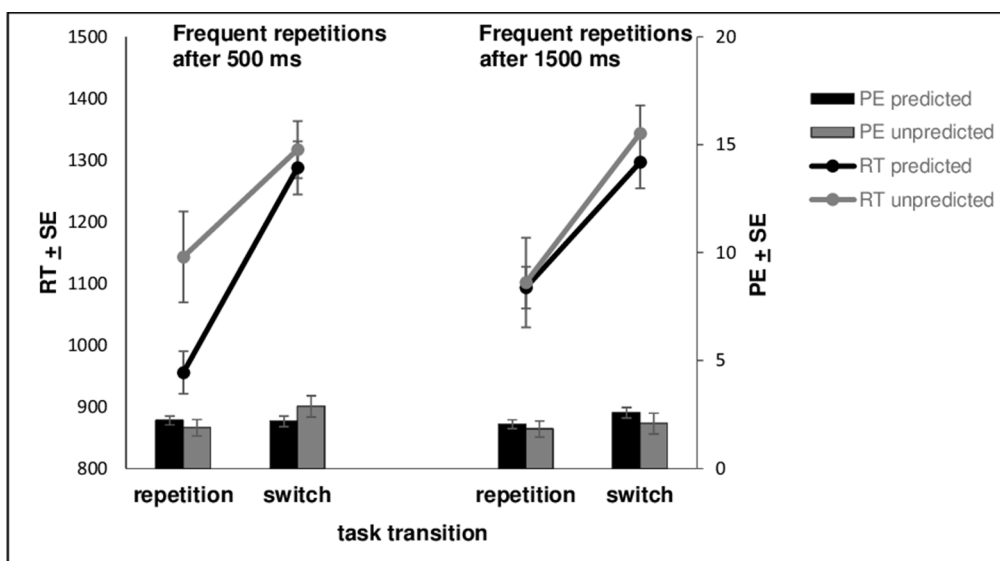 Frequent repetitions
after 500 ms
Frequent repetitions
after 1500 ms
1500
1400
1300
1200
1100
1000
900
800
RT ± SE
20
15
10
5
0
PE ± SE
PE predicted
PE unpredicted
RT predicted
RT unpredicted
repetition switch repetition switch
task transition